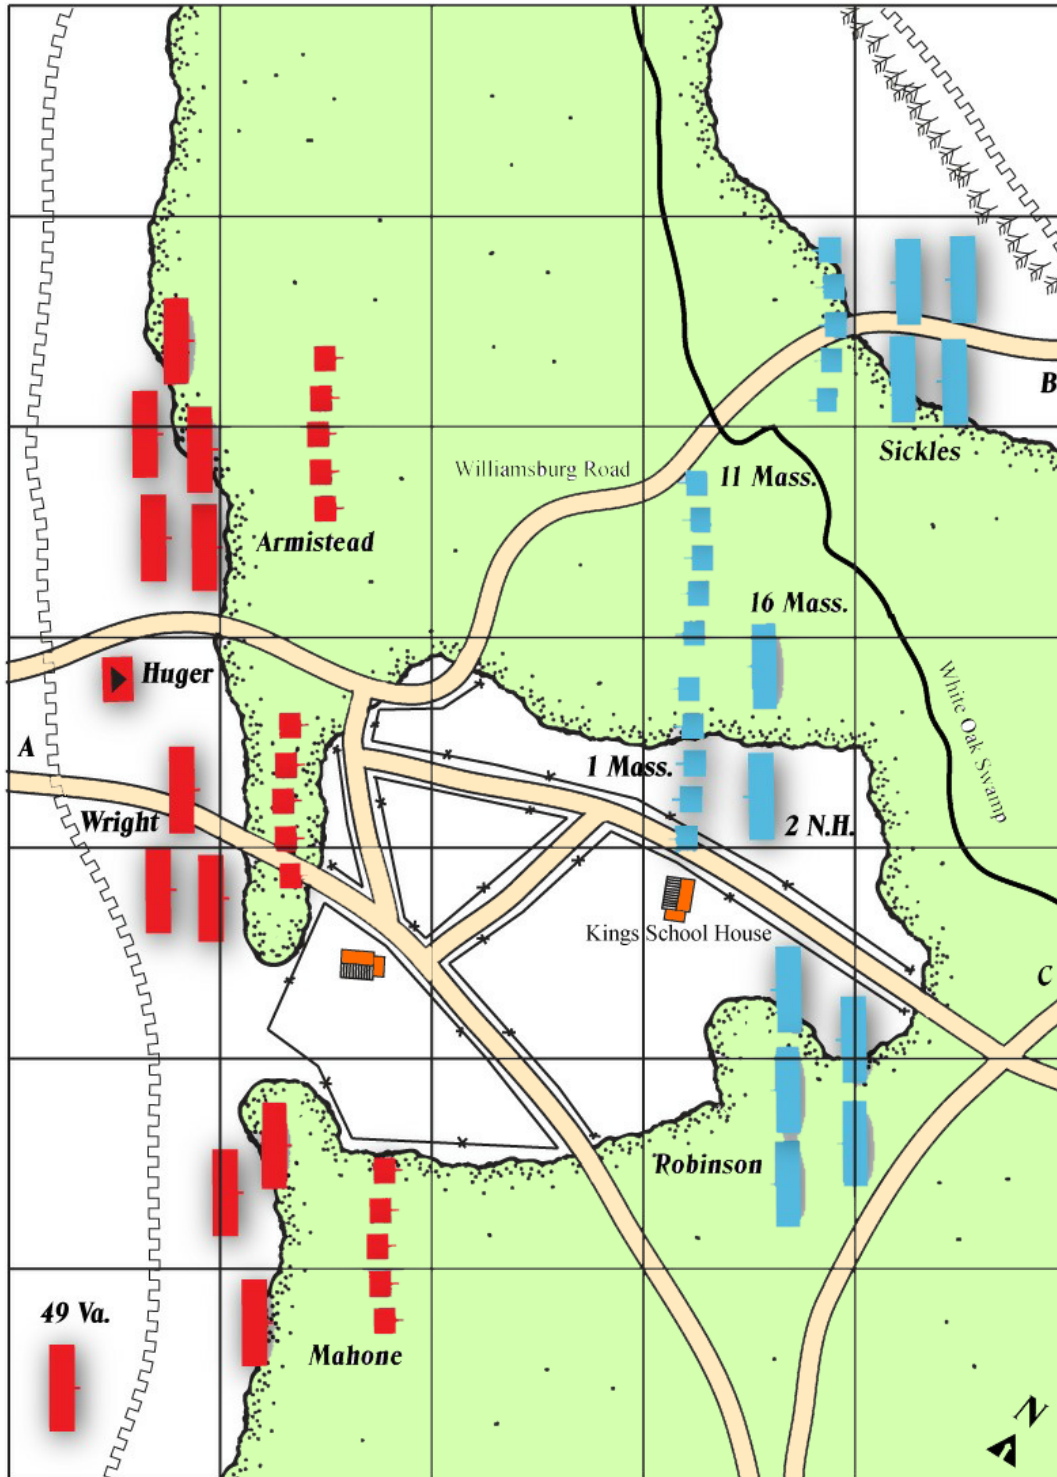 B
Sickles
Williamsburg Road
11 Mass.
Armistead
16 Mass.
Huger
White Oak Swamp
A
1 Mass.
Wright
2 N.H.
Kings School House
C
Robinson
49 Va.
Mahone
N